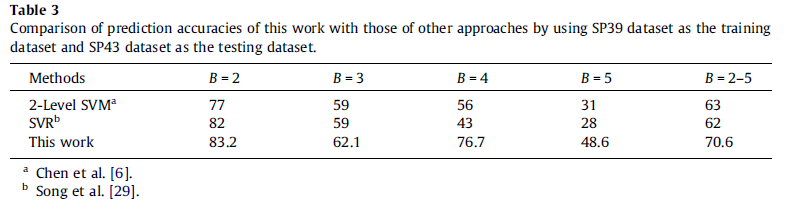 Table 3
Comparison of prediction accuracies of this work with those of other approaches by using SP39 dataset as the training
dataset and SP43 dataset as the testing dataset.
Methods B = 2 B = 3 B = 4 B = 5 B = 2–5
2-Level SVMᵃ 77 59 56 31 63
SVRᵇ 82 59 43 28 62
This work 83.2 62.1 76.7 48.6 70.6
ᵃ Chen et al. [6].
ᵇ Song et al. [29].